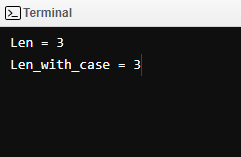 Terminal
Len = 3
Len_with_case = 3